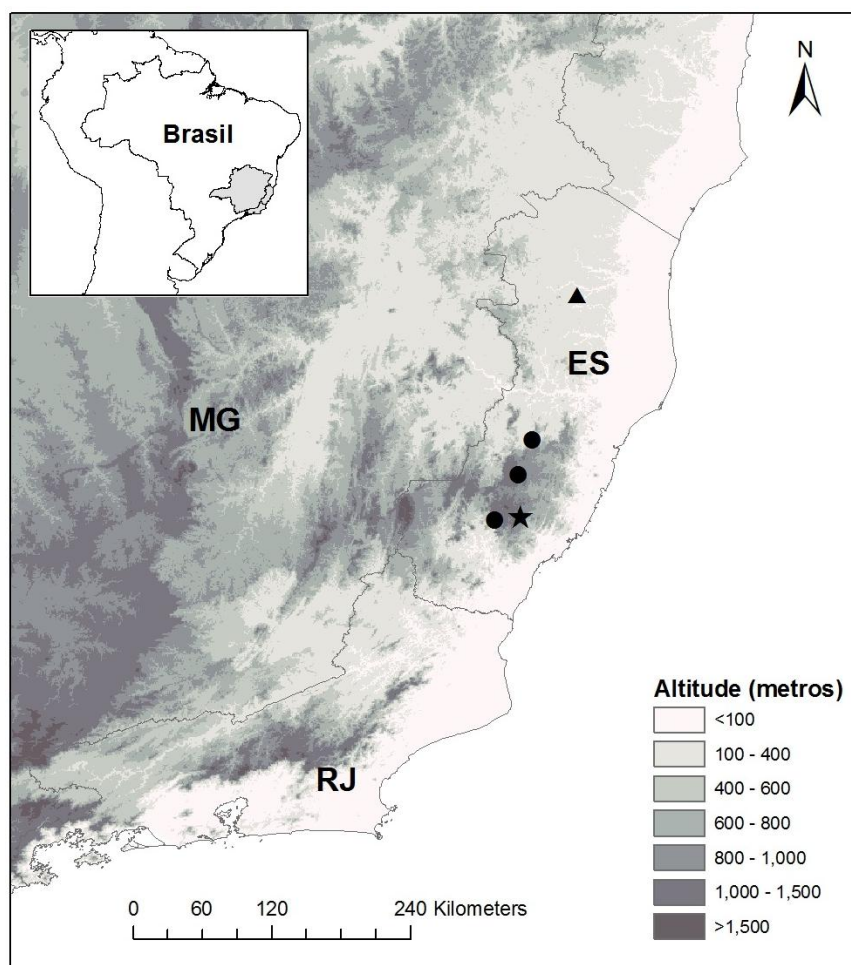 Brasil
N
ES
MG
RJ
Altitude (metros)
<100
100 - 400
400 - 600
600 - 800
800 - 1,000
1,000 - 1,500
>1,500
0 60 120 240 Kilometers